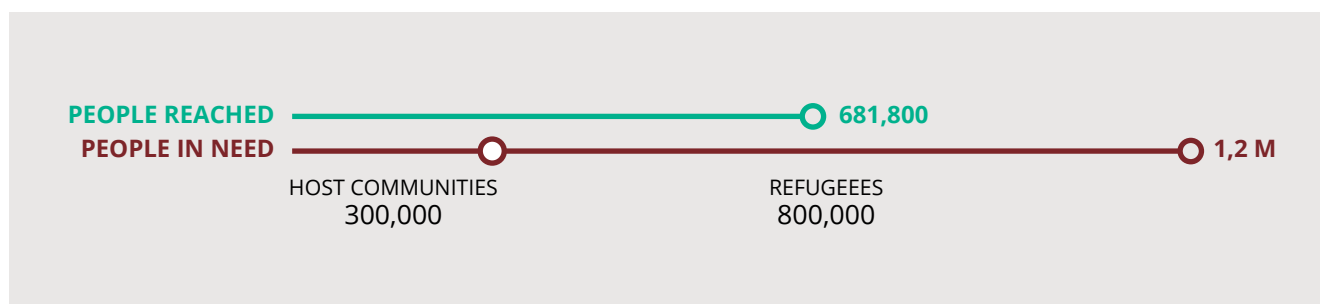 PEOPLE REACHED 681,800
PEOPLE IN NEED 1,2 M
HOST COMMUNITIES REFUGEEES
300,000 800,000